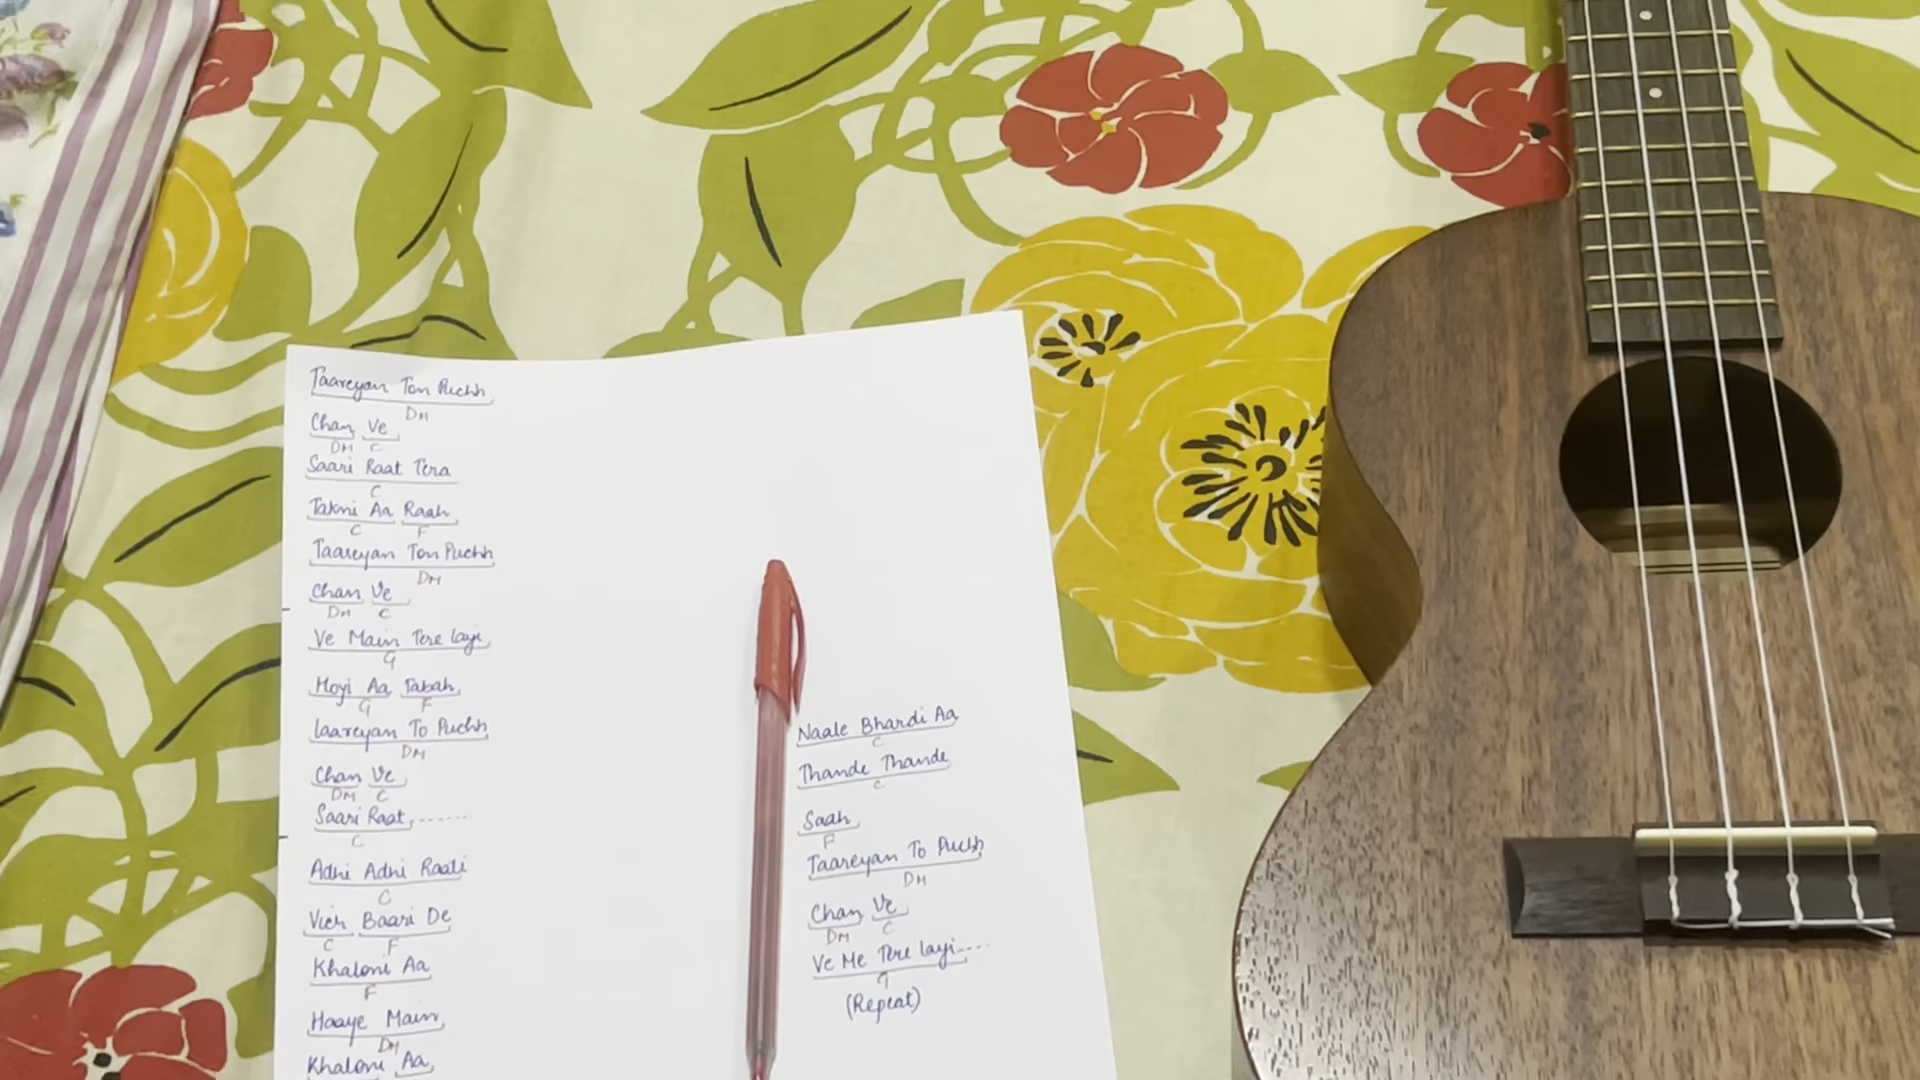 Taareyan Ton Puchh
DM
Chan Ve
DM C
Saari Raat Tera
C
Takni Aa Raah
C F
Taareyan Ton Puchh
DM
Chan Ve
DM C
Ve Main Tere layi
G
Hoyi Aa Tabah
G F
laareyan To Puchh
DM
Chan Ve
DM C
Saari Raat,......
C
Adhi Adhi Raati
C
Vich Baari De
C F
Khaloni Aa
F
Haaye Main
DM
Khaloni Aa
Naale Bhardi Aa
C
Thande Thande
C
Saah
F
Taareyan To Puchh
DM
Chan Ve
DM C
Ve Me Tere layi....
G
(Repeat)